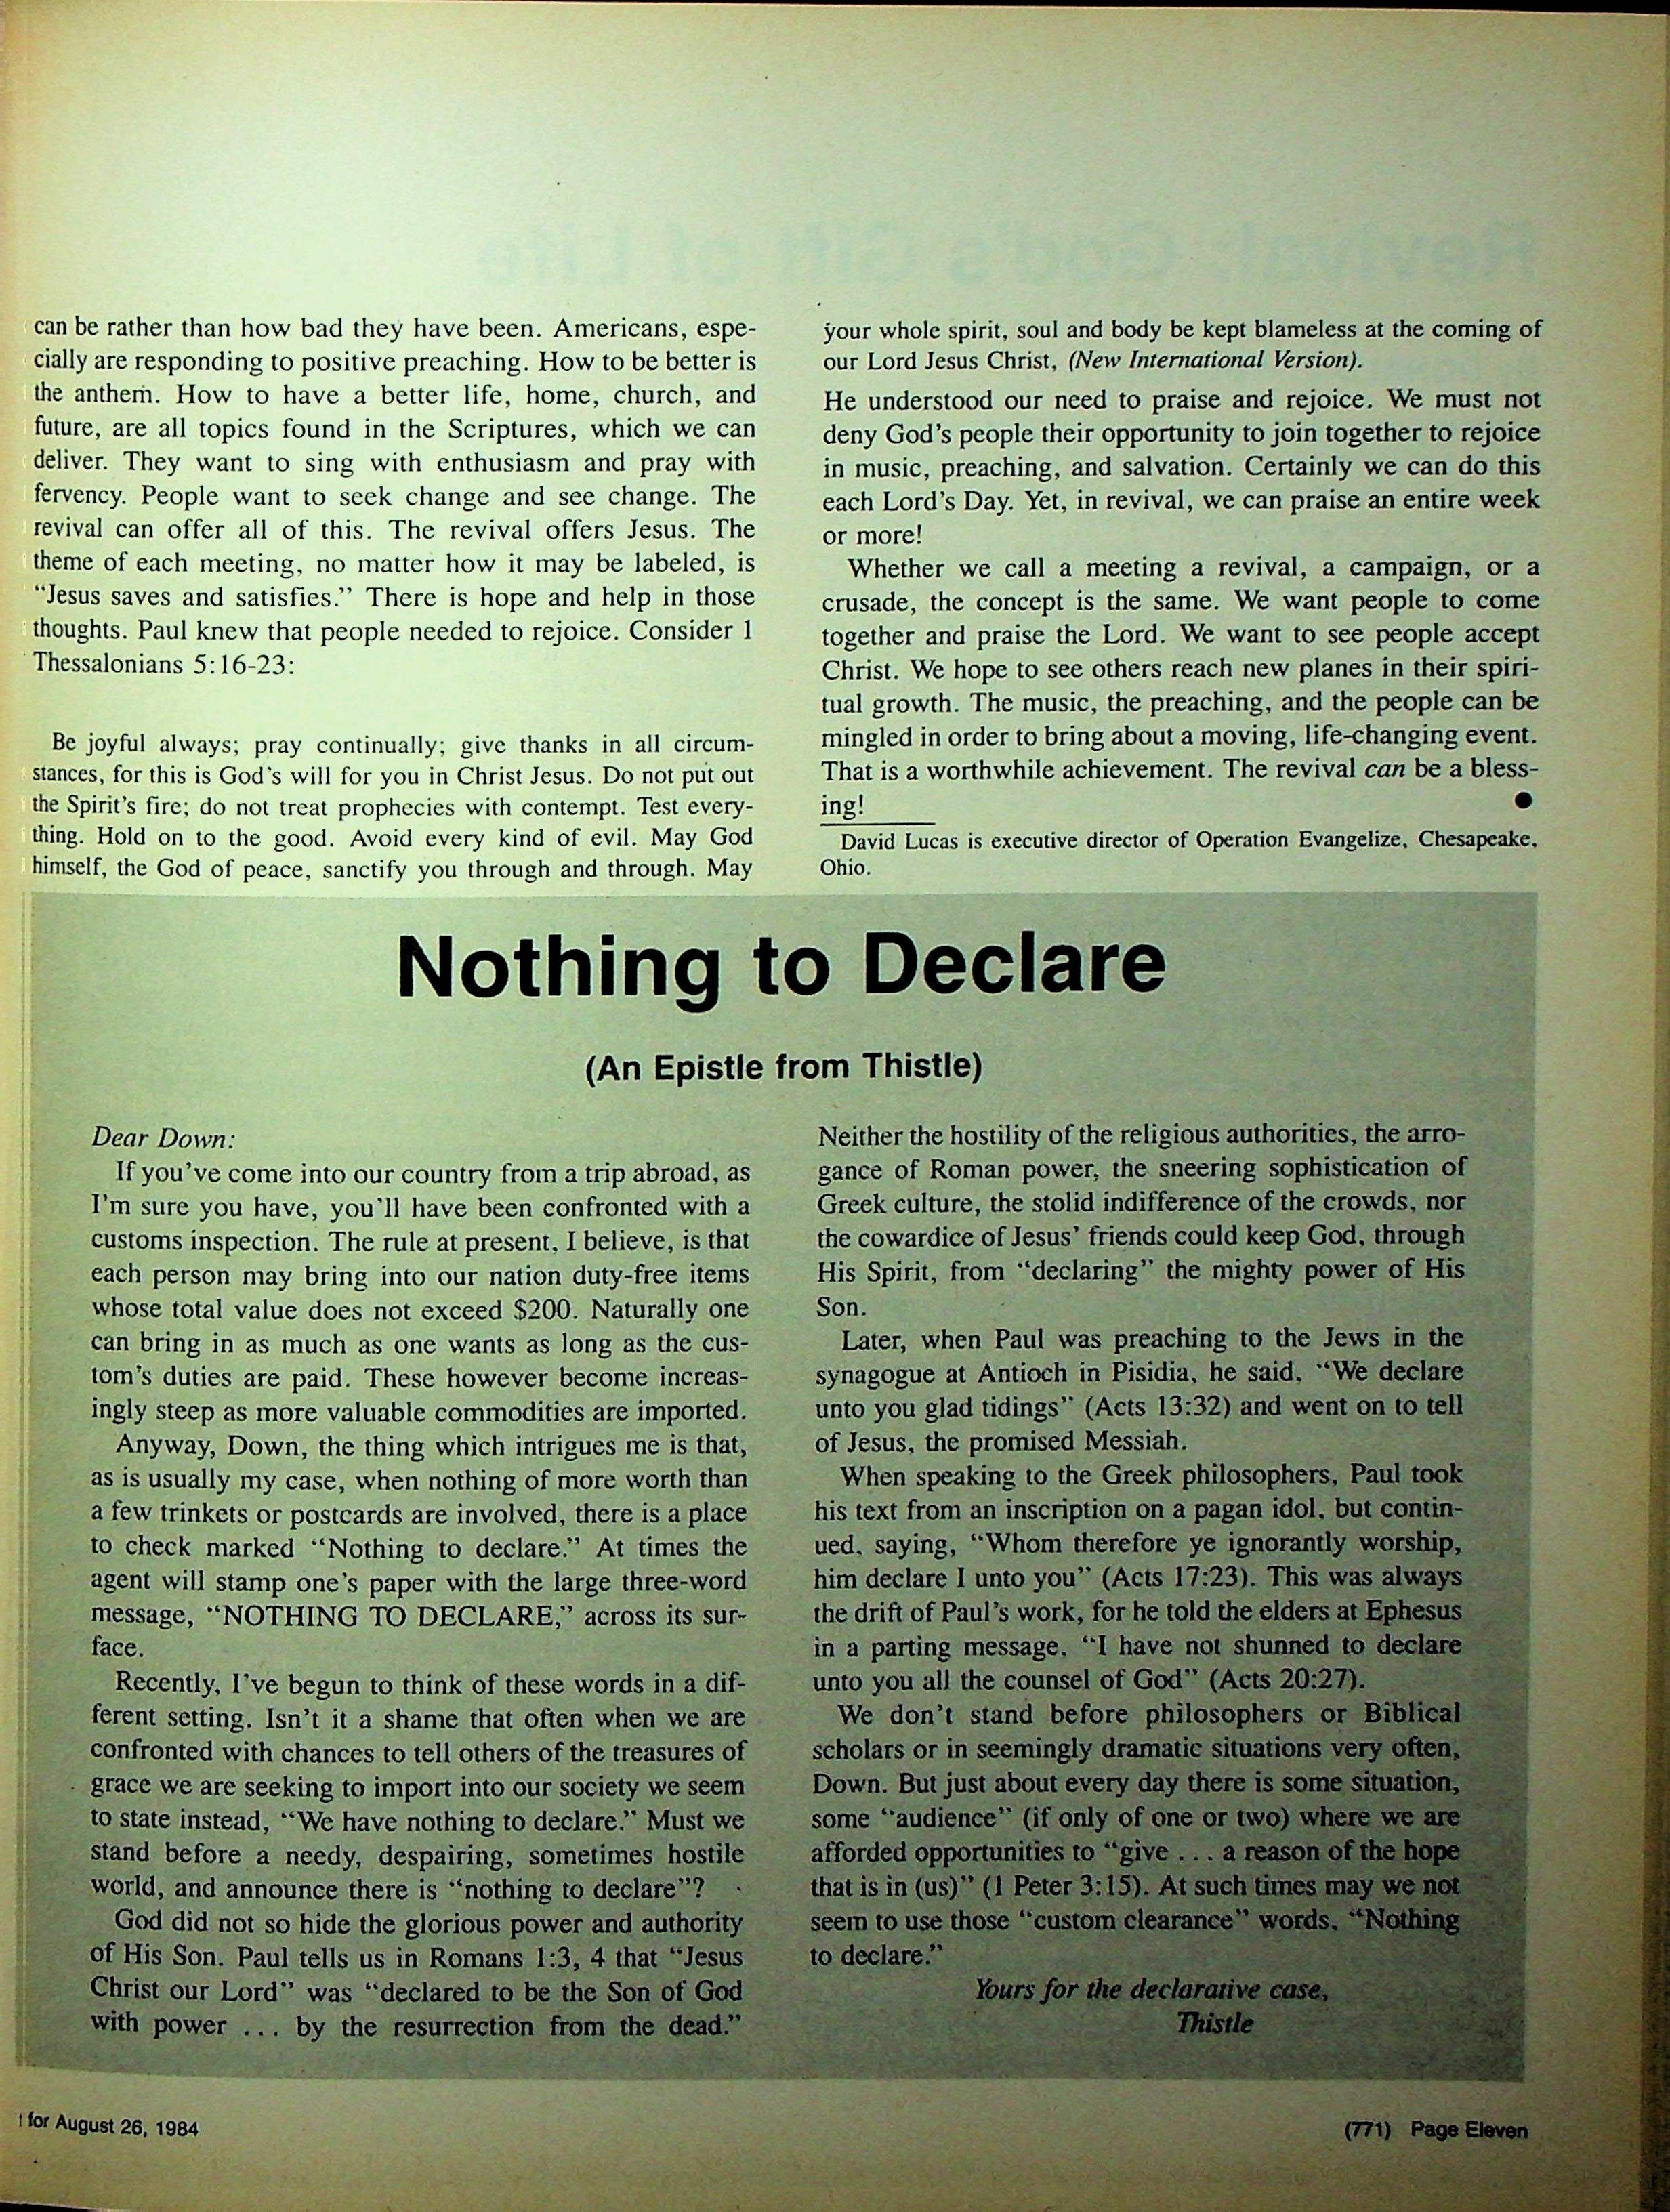 can be rather than how bad they have been. Americans, espe-
cially are responding to positive preaching. How to be better is
the anthem. How to have a better life, home, church, and
future, are all topics found in the Scriptures, which we can
deliver. They want to sing with enthusiasm and pray with
fervency. People want to seek change and see change. The
revival can offer all of this. The revival offers Jesus. The
theme of each meeting, no matter how it may be labeled, is
“Jesus saves and satisfies.” There is hope and help in those
thoughts. Paul knew that people needed to rejoice. Consider 1
Thessalonians 5:16-23:
Be joyful always; pray continually; give thanks in all circum-
stances, for this is God’s will for you in Christ Jesus. Do not put out
the Spirit’s fire; do not treat prophecies with contempt. Test every-
thing. Hold on to the good. Avoid every kind of evil. May God
himself, the God of peace, sanctify you through and through. May
your whole spirit, soul and body be kept blameless at the coming of
our Lord Jesus Christ, (New International Version).
He understood our need to praise and rejoice. We must not
deny God’s people their opportunity to join together to rejoice
in music, preaching, and salvation. Certainly we can do this
each Lord’s Day. Yet, in revival, we can praise an entire week
or more!
Whether we call a meeting a revival, a campaign, or a
crusade, the concept is the same. We want people to come
together and praise the Lord. We want to see people accept
Christ. We hope to see others reach new planes in their spiri-
tual growth. The music, the preaching, and the people can be
mingled in order to bring about a moving, life-changing event.
That is a worthwhile achievement. The revival can be a bless-
ing! ●
David Lucas is executive director of Operation Evangelize, Chesapeake,
Ohio.
Nothing to Declare
(An Epistle from Thistle)
Dear Down:
If you’ve come into our country from a trip abroad, as
I’m sure you have, you’ll have been confronted with a
customs inspection. The rule at present, I believe, is that
each person may bring into our nation duty-free items
whose total value does not exceed $200. Naturally one
can bring in as much as one wants as long as the cus-
tom’s duties are paid. These however become increas-
ingly steep as more valuable commodities are imported.
Anyway, Down, the thing which intrigues me is that,
as is usually my case, when nothing of more worth than
a few trinkets or postcards are involved, there is a place
to check marked “Nothing to declare.” At times the
agent will stamp one’s paper with the large three-word
message, “NOTHING TO DECLARE,” across its sur-
face.
Recently, I’ve begun to think of these words in a dif-
ferent setting. Isn’t it a shame that often when we are
confronted with chances to tell others of the treasures of
grace we are seeking to import into our society we seem
to state instead, “We have nothing to declare.” Must we
stand before a needy, despairing, sometimes hostile
world, and announce there is “nothing to declare”?
God did not so hide the glorious power and authority
of His Son. Paul tells us in Romans 1:3, 4 that “Jesus
Christ our Lord” was “declared to be the Son of God
with power ... by the resurrection from the dead.”
Neither the hostility of the religious authorities, the arro-
gance of Roman power, the sneering sophistication of
Greek culture, the stolid indifference of the crowds, nor
the cowardice of Jesus’ friends could keep God, through
His Spirit, from “declaring” the mighty power of His
Son.
Later, when Paul was preaching to the Jews in the
synagogue at Antioch in Pisidia, he said, “We declare
unto you glad tidings” (Acts 13:32) and went on to tell
of Jesus, the promised Messiah.
When speaking to the Greek philosophers, Paul took
his text from an inscription on a pagan idol, but contin-
ued, saying, “Whom therefore ye ignorantly worship,
him declare I unto you” (Acts 17:23). This was always
the drift of Paul’s work, for he told the elders at Ephesus
in a parting message, “I have not shunned to declare
unto you all the counsel of God” (Acts 20:27).
We don’t stand before philosophers or Biblical
scholars or in seemingly dramatic situations very often,
Down. But just about every day there is some situation,
some “audience” (if only of one or two) where we are
afforded opportunities to “give ... a reason of the hope
that is in (us)” (1 Peter 3:15). At such times may we not
seem to use those “custom clearance” words, “Nothing
to declare.”
Yours for the declarative case,
Thistle
for August 26, 1984
(771) Page Eleven